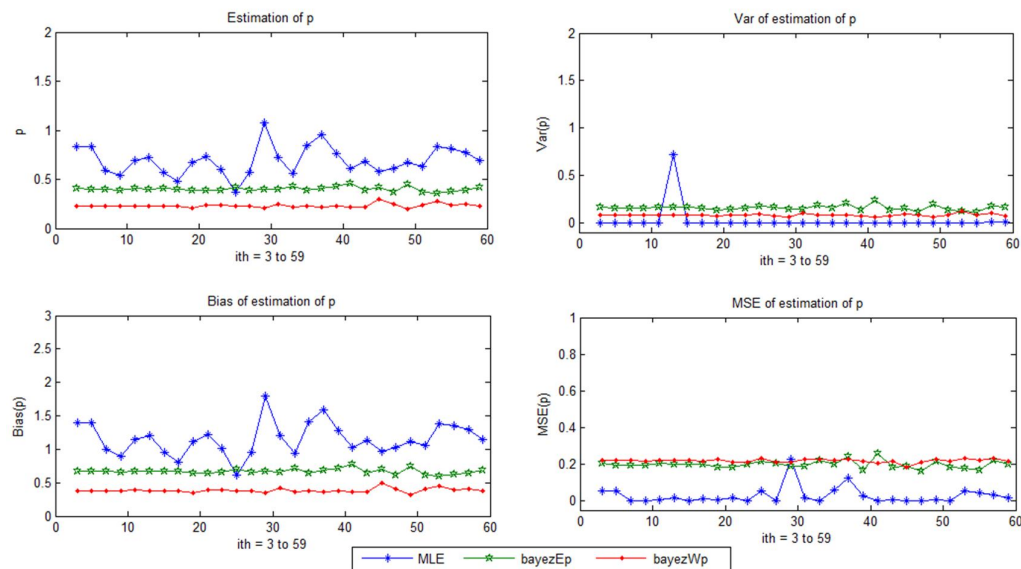 Estimation of p
2
1.5
1
0.5
0
p
0 10 20 30 40 50 60
ith = 3 to 59
Var of estimation of p
2
1.5
1
0.5
0
Var(p)
0 10 20 30 40 50 60
ith = 3 to 59
Bias of estimation of p
3
2.5
2
1.5
1
0.5
0
Bias(p)
0 10 20 30 40 50 60
ith = 3 to 59
MSE of estimation of p
1
0.8
0.6
0.4
0.2
0
MSE(p)
0 10 20 30 40 50 60
ith = 3 to 59
MLE bayezEp bayezWp